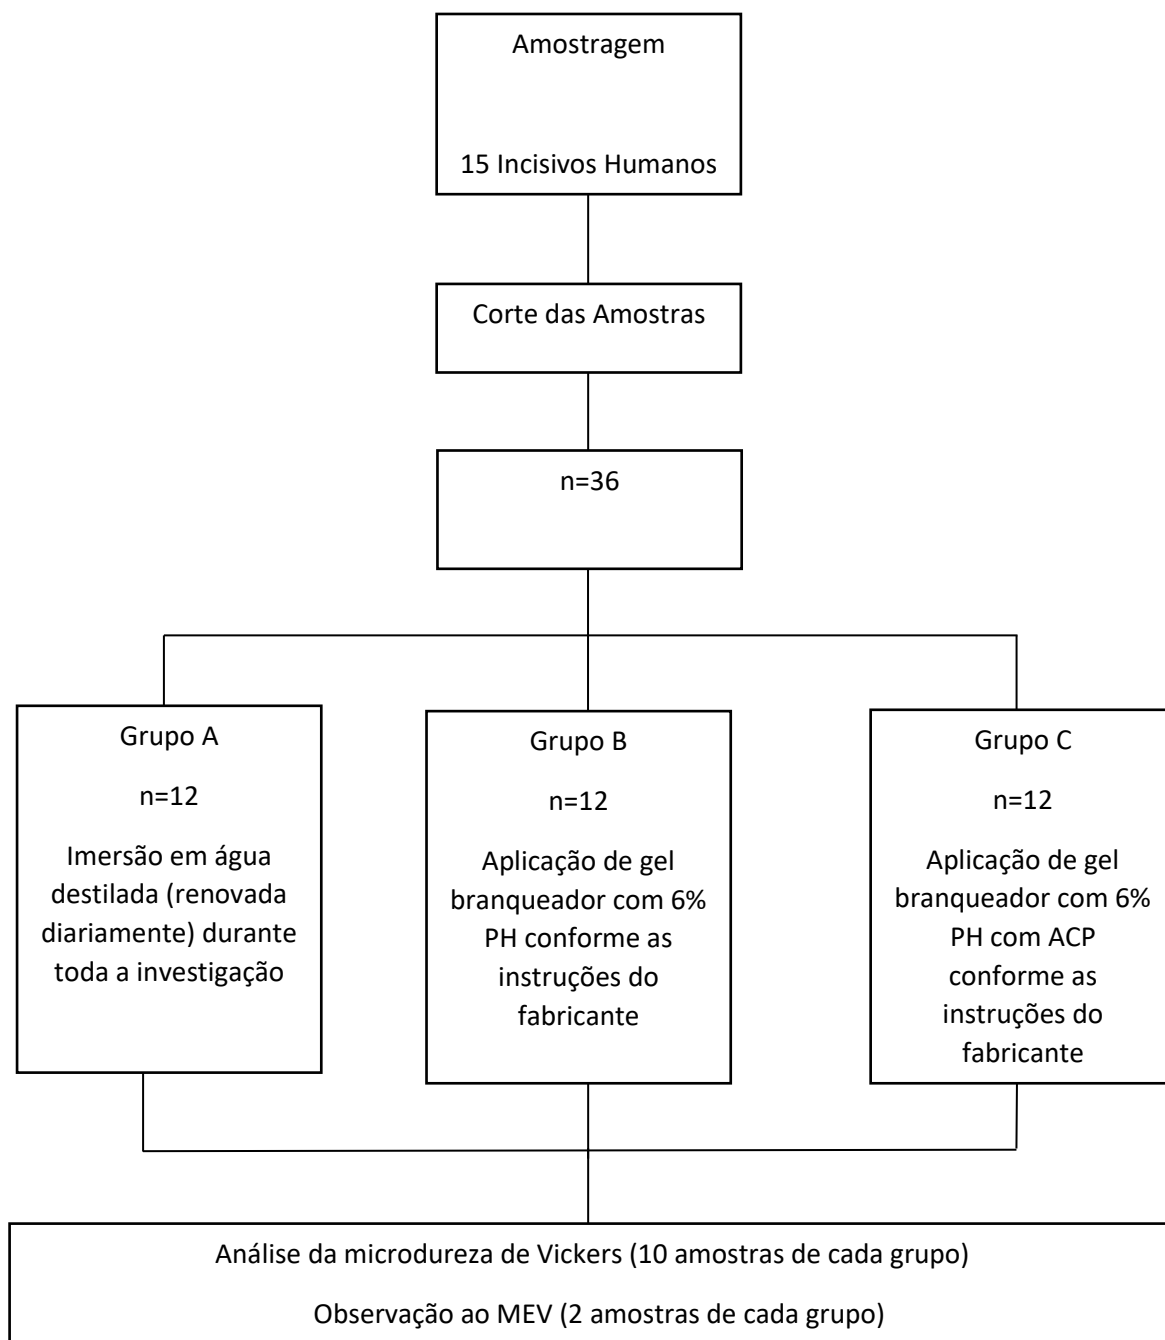 Amostragem
15 Incisivos Humanos
Corte das Amostras
n=36
Grupo A
n=12
Imersão em água
destilada (renovada
diariamente) durante
toda a investigação
Grupo B
n=12
Aplicação de gel
branqueador com 6%
PH conforme as
instruções do
fabricante
Grupo C
n=12
Aplicação de gel
branqueador com 6%
PH com ACP
conforme as
instruções do
fabricante
Análise da microdureza de Vickers (10 amostras de cada grupo)
Observação ao MEV (2 amostras de cada grupo)